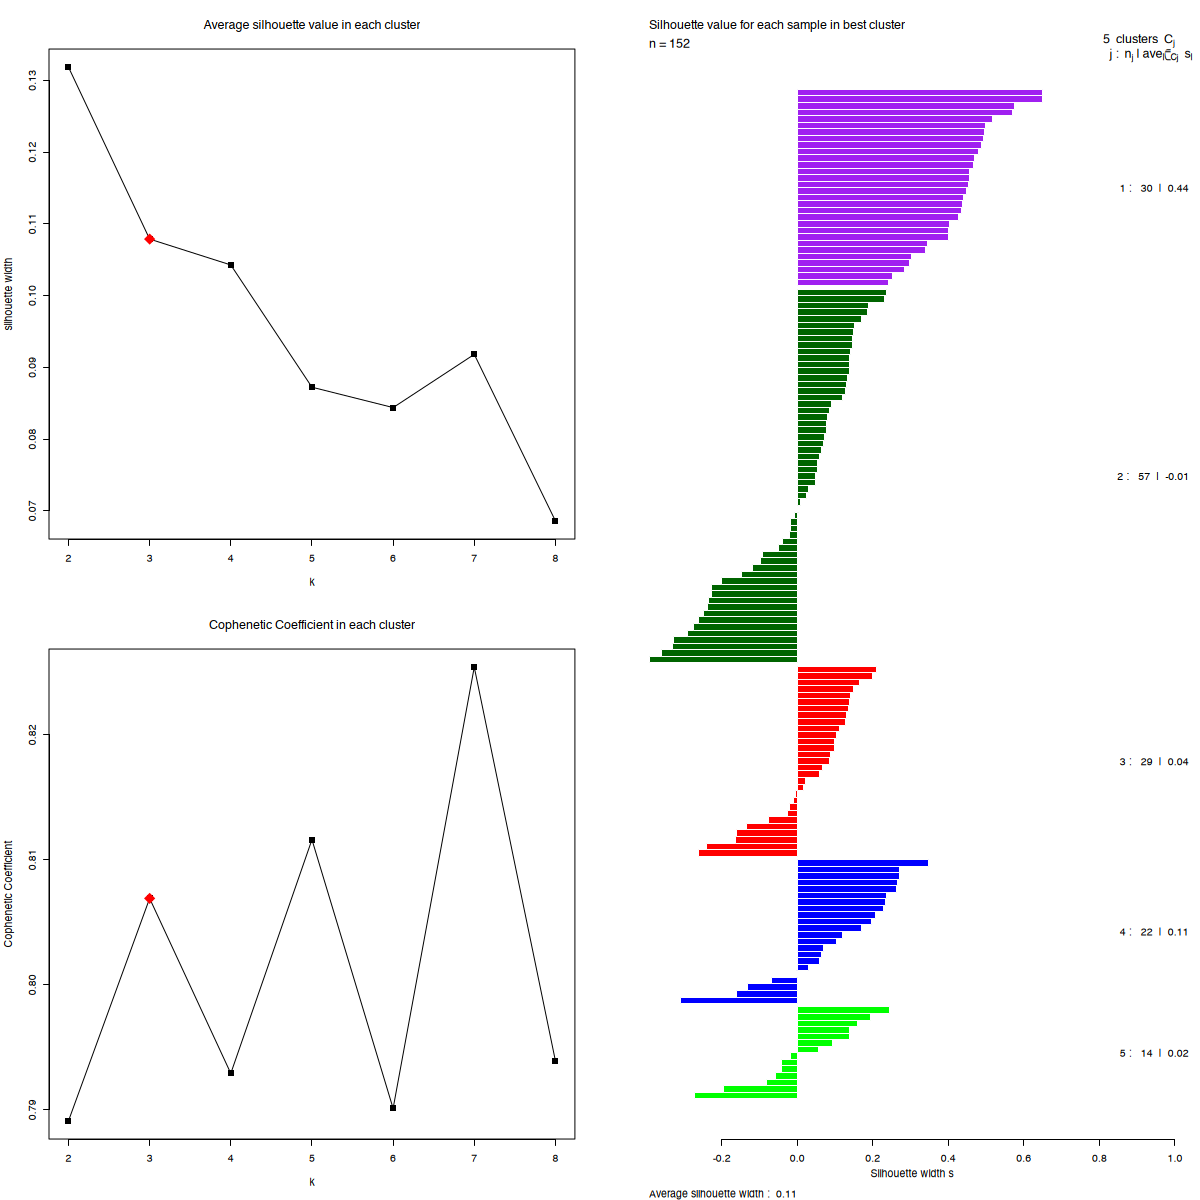 Average silhouette value in each cluster
0.13
0.12
0.11
0.10
0.09
0.08
0.07
silhouette width
2 3 4 5 6 7 8
k
Cophenetic Coefficient in each cluster
0.82
0.81
0.80
0.79
Cophenetic Coefficient
2 3 4 5 6 7 8
k
Silhouette value for each sample in best cluster
n = 152
5 clusters Cj
j : nj | avei∈Cj si
1 : 30 | 0.44
2 : 57 | -0.01
3 : 29 | 0.04
4 : 22 | 0.11
5 : 14 | 0.02
-0.2 0.0 0.2 0.4 0.6 0.8 1.0
Silhouette width s
Average silhouette width : 0.11